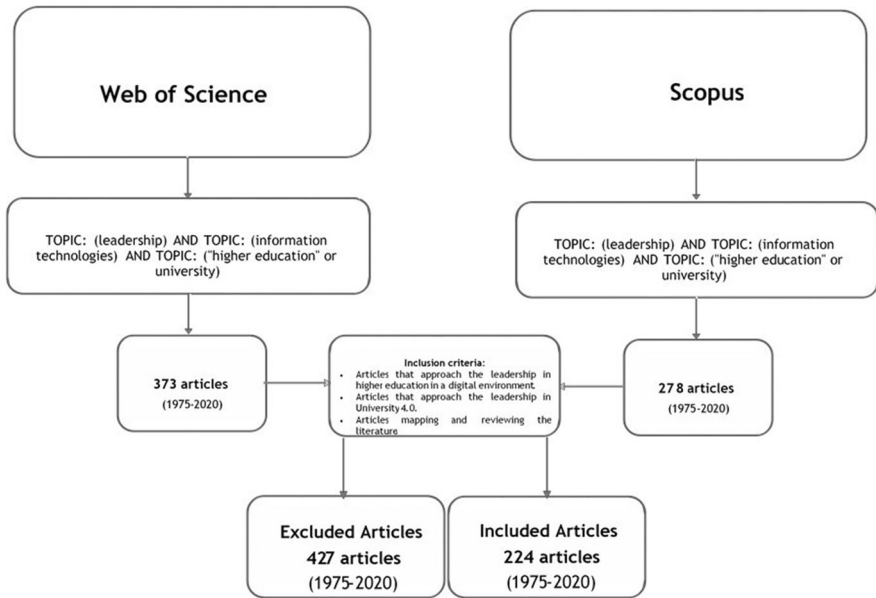 Web of Science
Scopus
TOPIC: (leadership) AND TOPIC: (information
technologies) AND TOPIC: ("higher education" or
university)
TOPIC: (leadership) AND TOPIC: (information
technologies) AND TOPIC: ("higher education" or
university)
373 articles
(1975-2020)
Inclusion criteria:
• Articles that approach the leadership in
higher education in a digital environment.
• Articles that approach the leadership in
University 4.0.
• Articles mapping and reviewing the
literature
278 articles
(1975-2020)
Excluded Articles
427 articles
(1975-2020)
Included Articles
224 articles
(1975-2020)